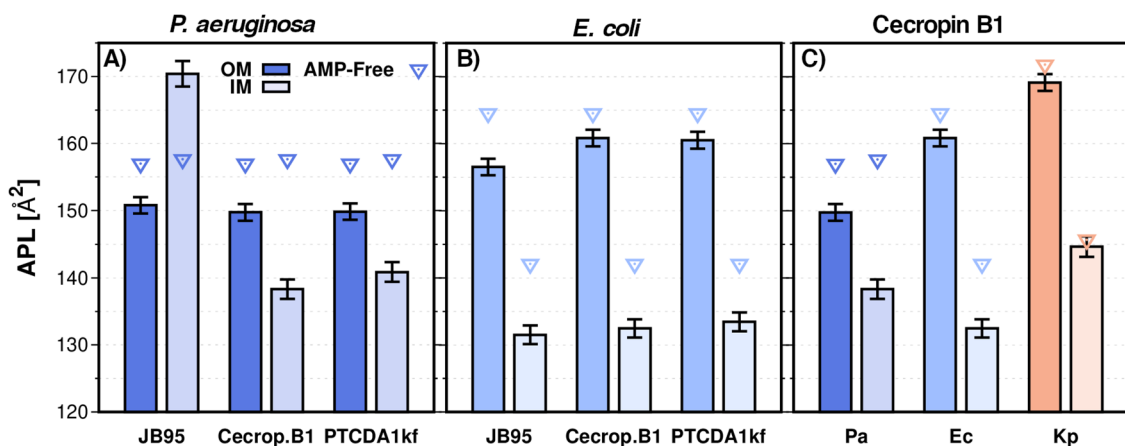 P. aeruginosa
E. coli
Cecropin B1
APL [Å²]
170
160
150
140
130
120
A)
OM
IM
AMP-Free
B)
C)
JB95 Cecrop.B1 PTCDA1kf
JB95 Cecrop.B1 PTCDA1kf
Pa Ec Kp